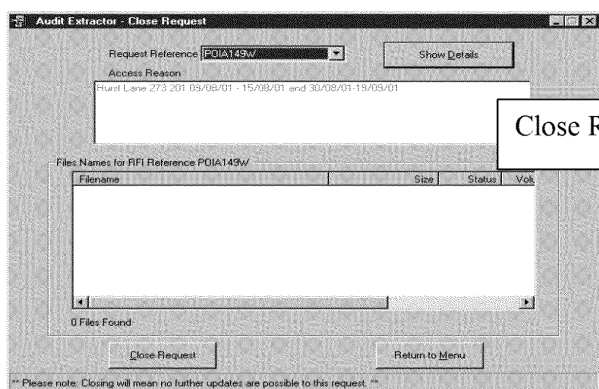 Audit Extractor - Close Request
Request Reference POIA149W
Show Details
Access Reason
Hurst Lane 273 201 09/08/01 - 15/08/01 and 30/08/01-19/09/01
Close R
Files Names for RFI Reference POIA149W
Filename Size Status Volu
0 Files Found
Close Request
Return to Menu
** Please note: Closing will mean no further updates are possible to this request. **